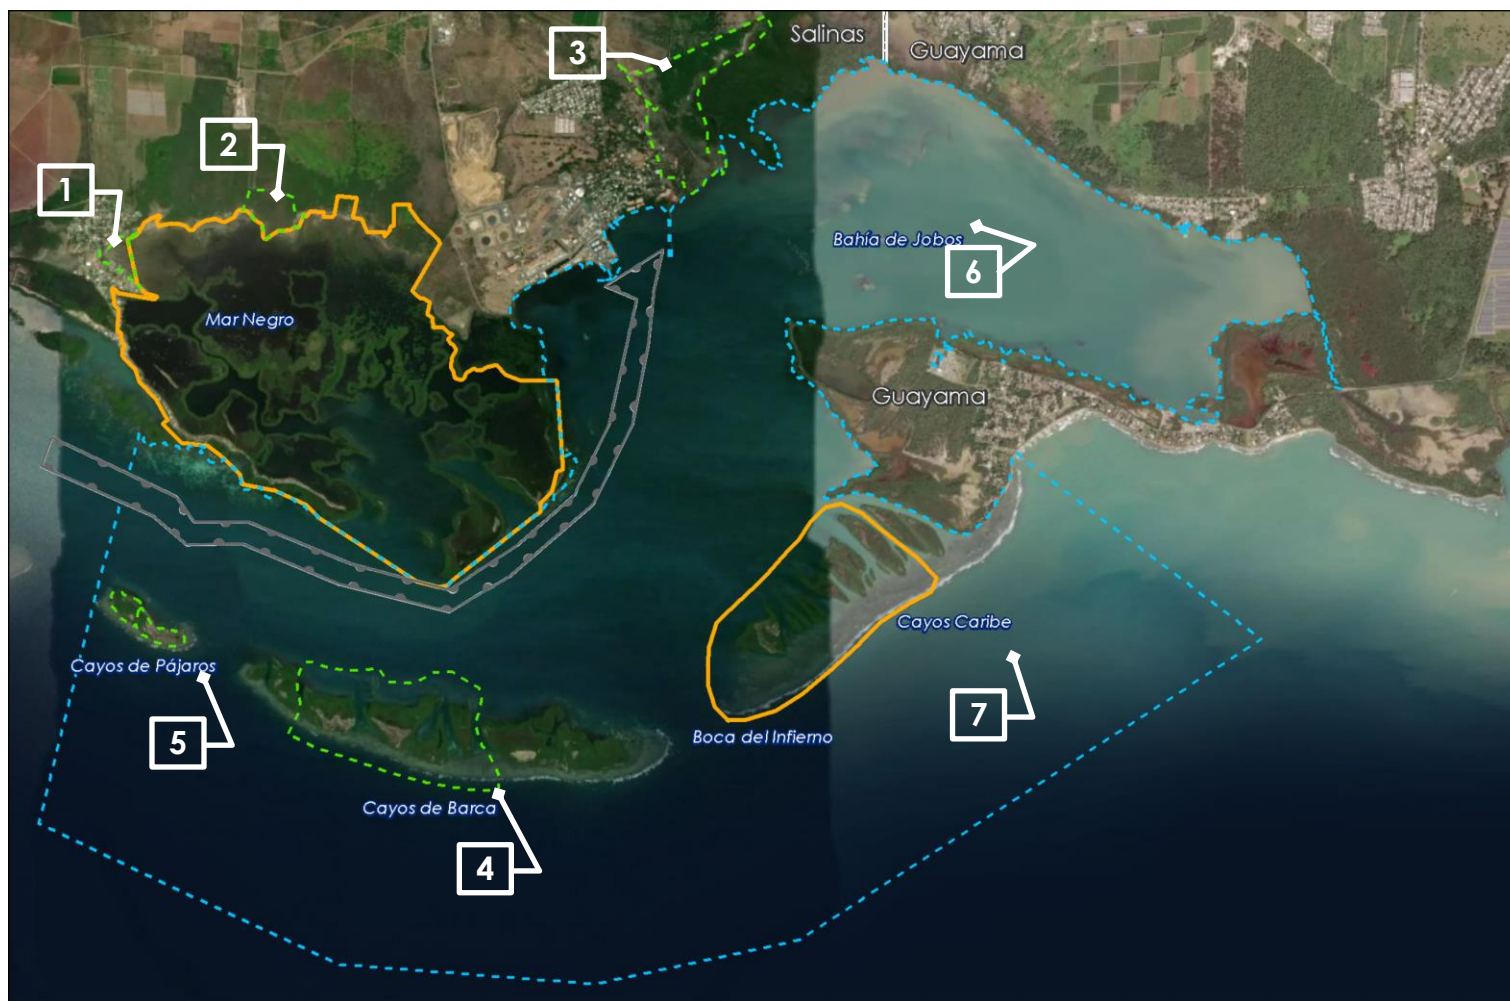 Salinas
Guayama
3
2
1
Bahía de Jobos
6
Mar Negro
Guayama
Cayos Caribe
Cayos de Pájaros
7
5
Boca del Infierno
Cayos de Barca
4